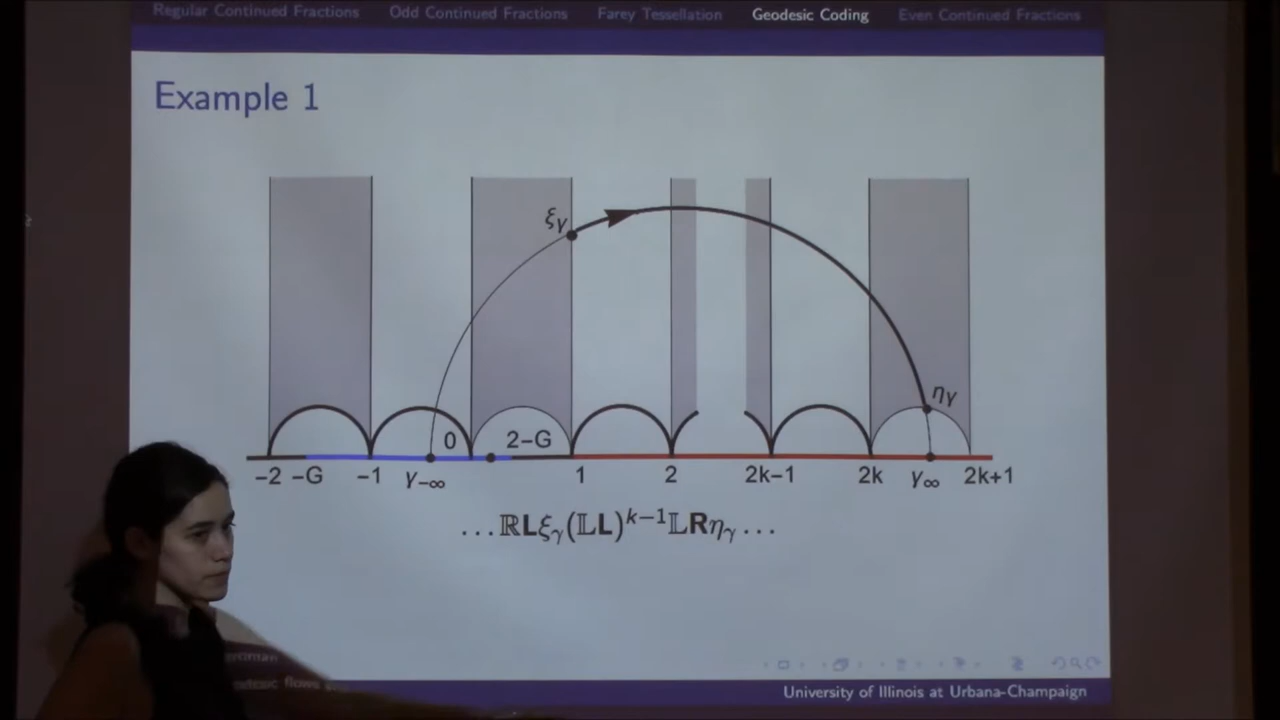 Regular Continued Fractions Odd Continued Fractions Farey Tessellation Geodesic Coding Even Continued Fractions
Example 1
ξγ
ηγ
0 2−G
−2 −G −1 γ−∞ 1 2 2k−1 2k γ∞ 2k+1
...ℝLξγ(𝕃L)^{k−1}𝕃Rηγ...
University of Illinois at Urbana-Champaign